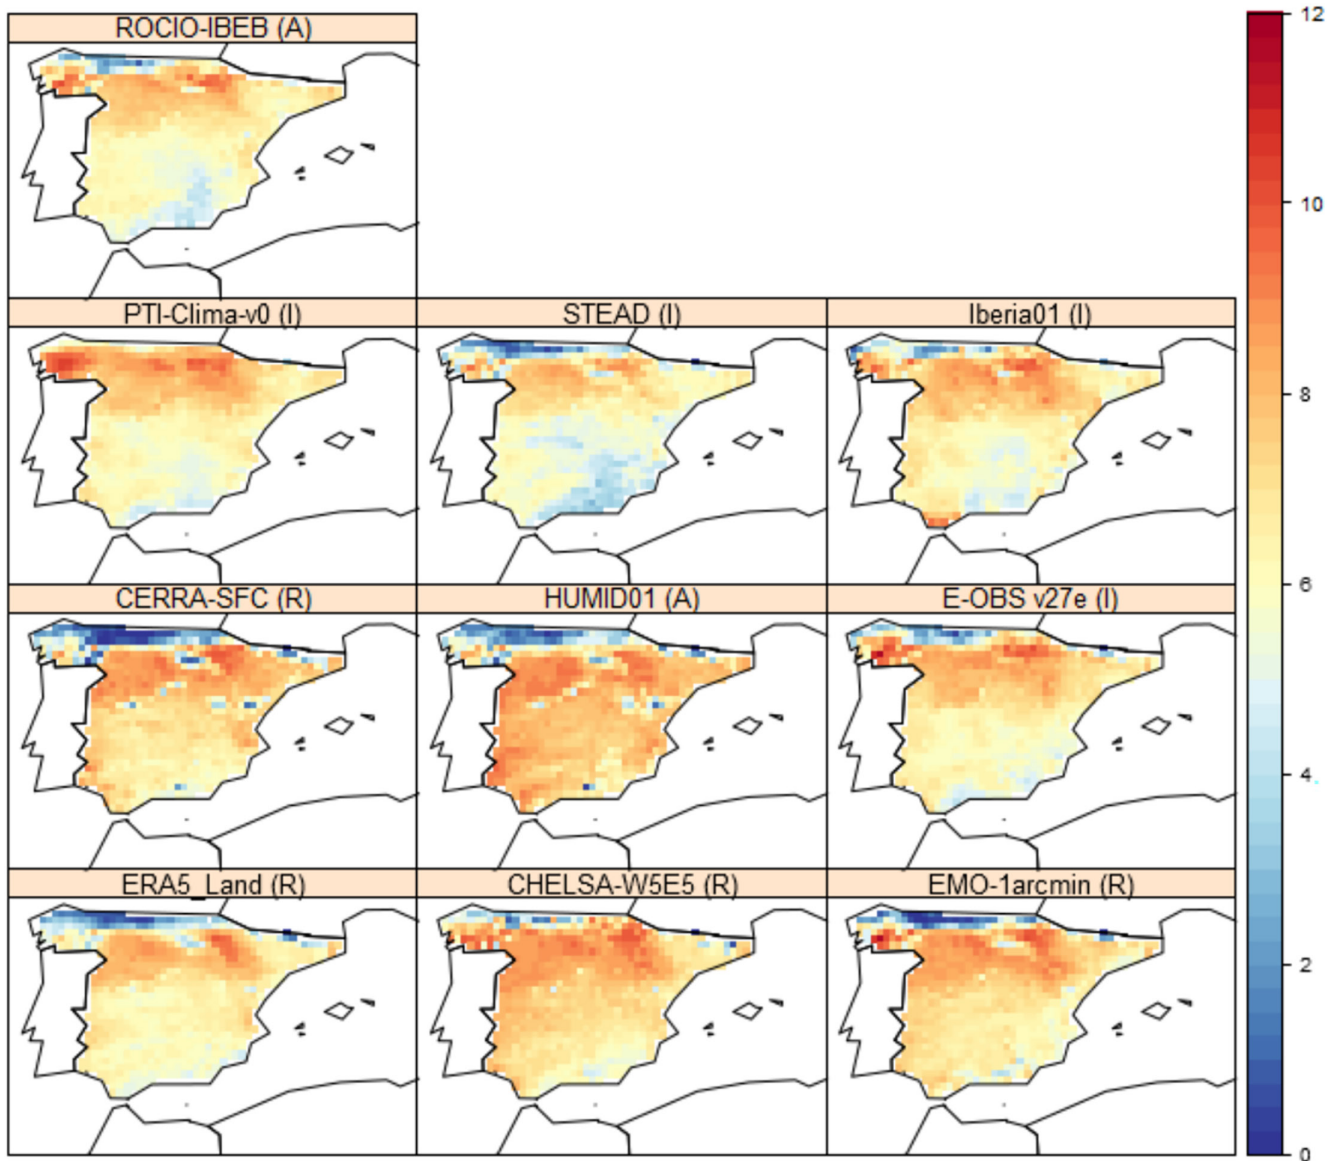 ROCIO-IBEB (A)
PTI-Clima-v0 (I)
STEAD (I)
Iberia01 (I)
CERRA-SFC (R)
HUMID01 (A)
E-OBS v27e (I)
ERA5_Land (R)
CHELSA-W5E5 (R)
EMO-1arcmin (R)
12
10
8
6
4
2
0